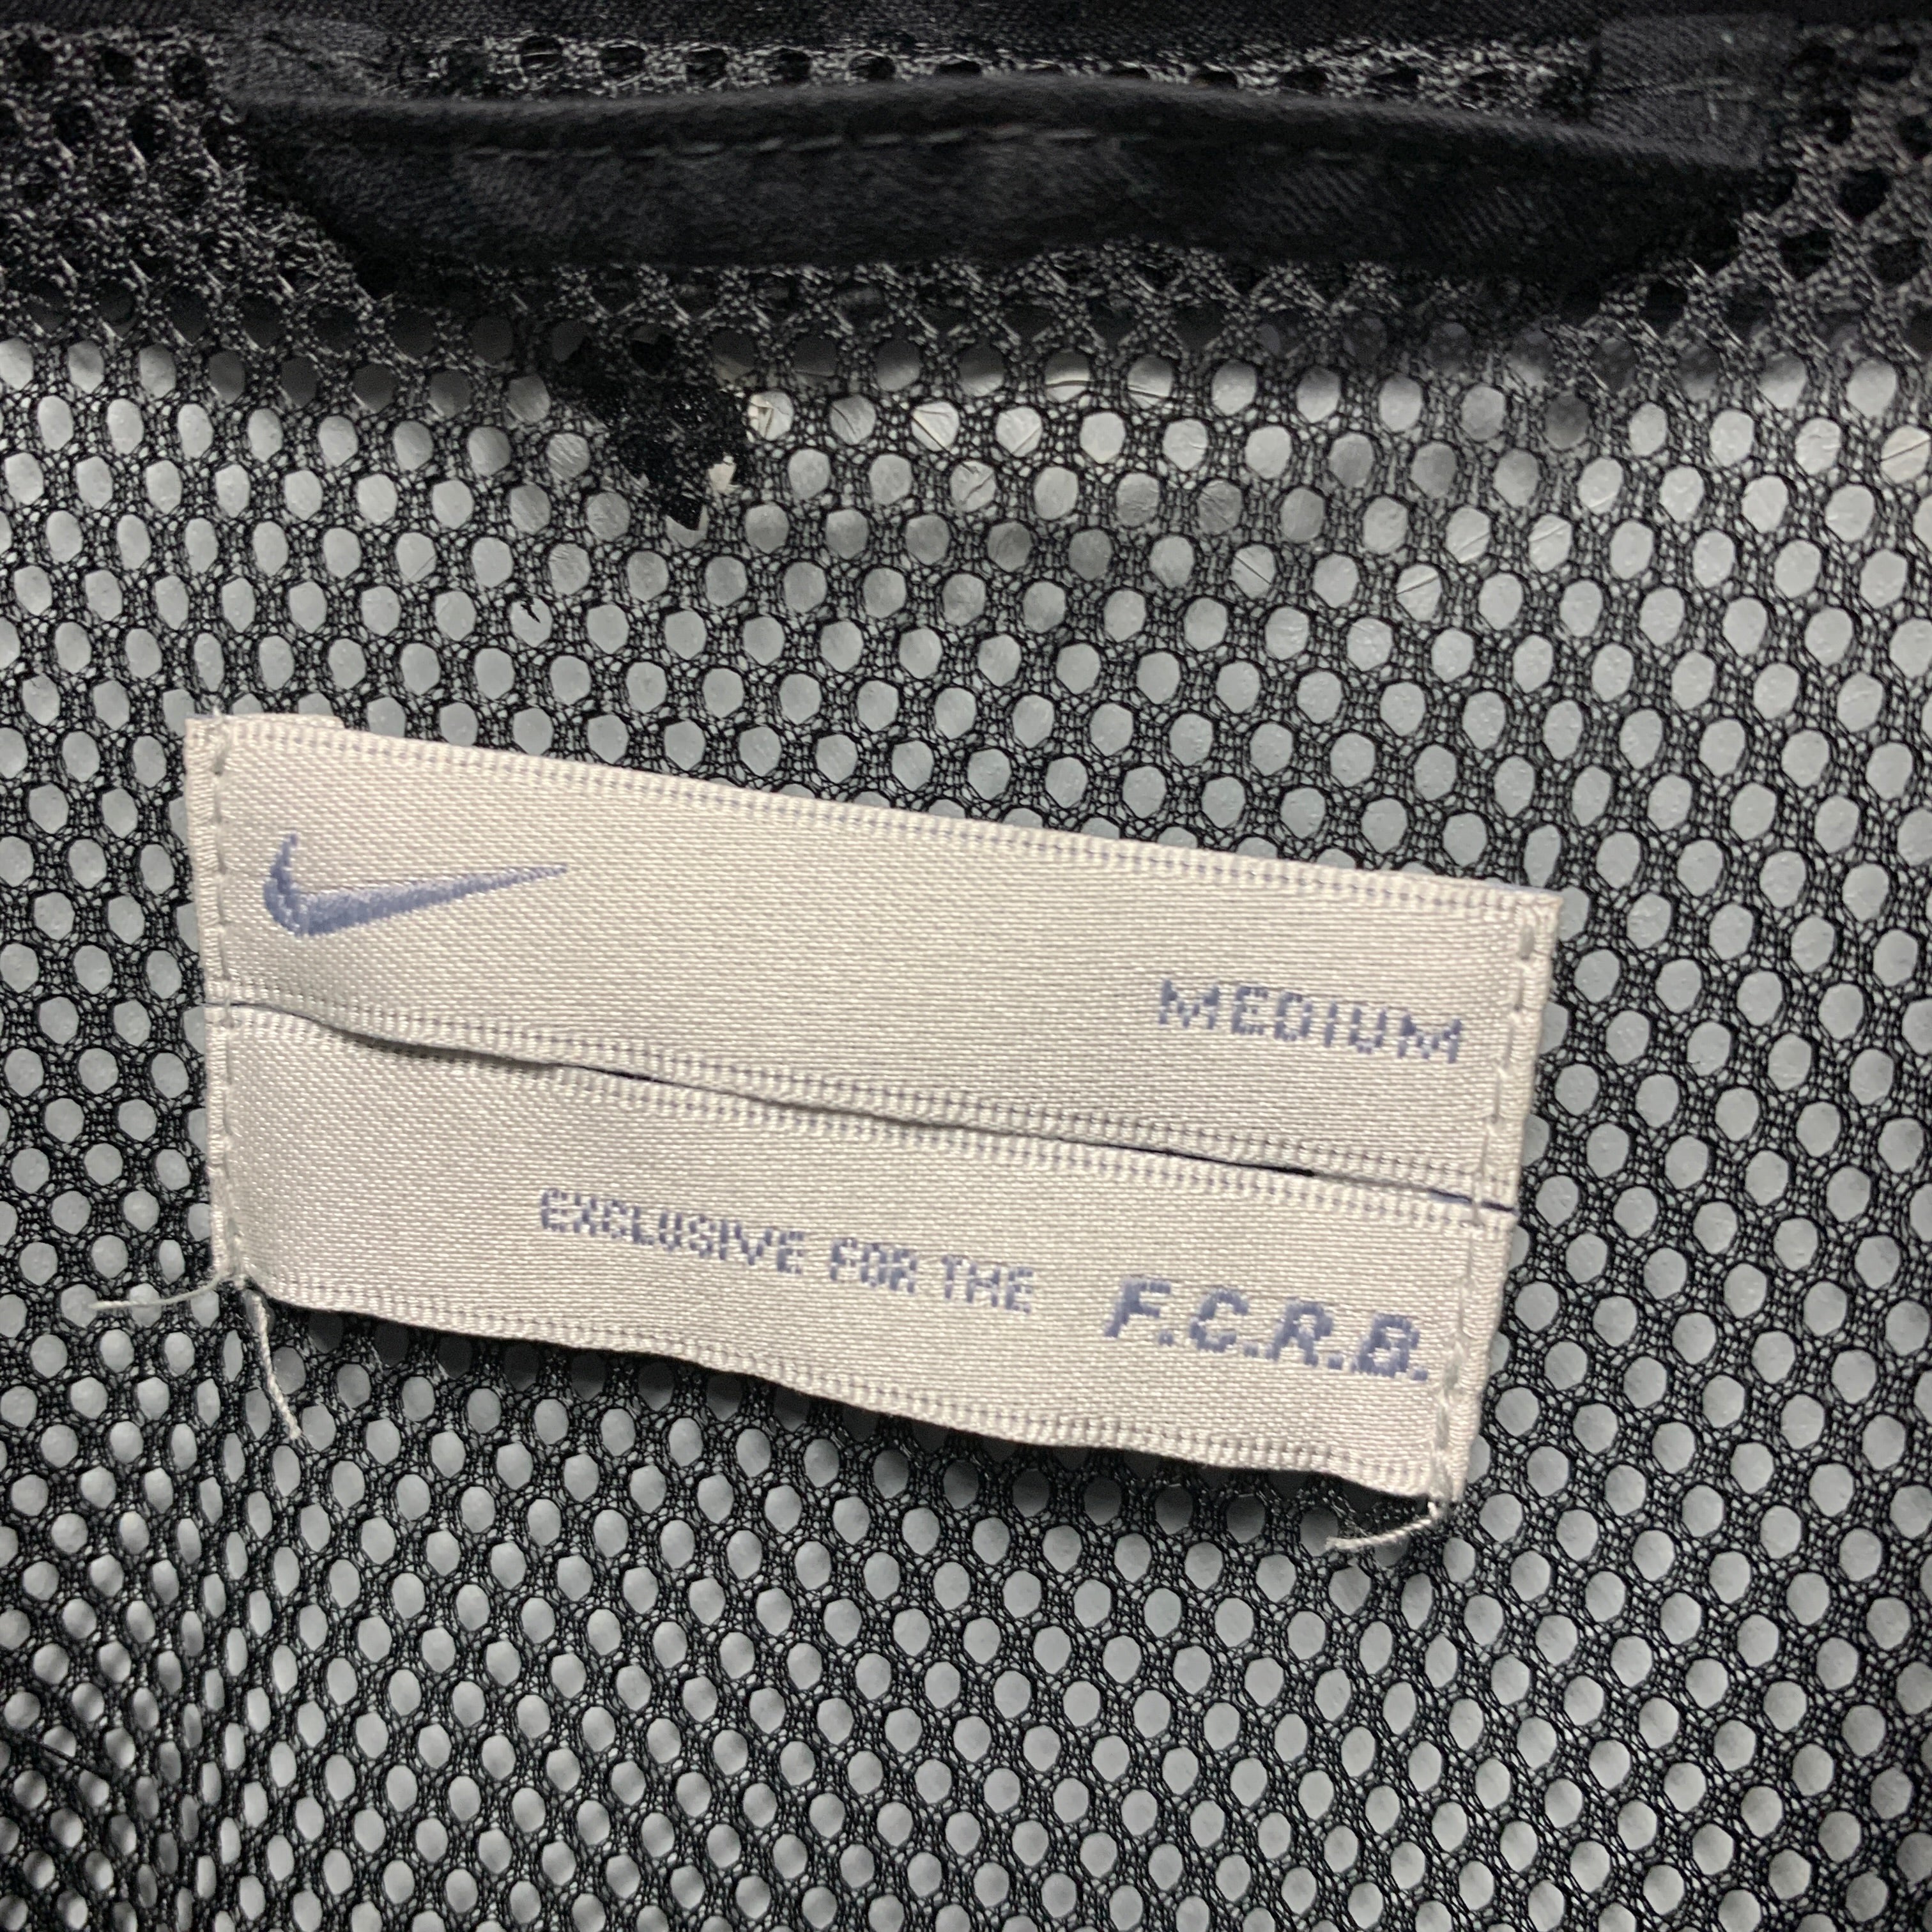 MEDIUM
EXCLUSIVE FOR THE F.C.R.B.